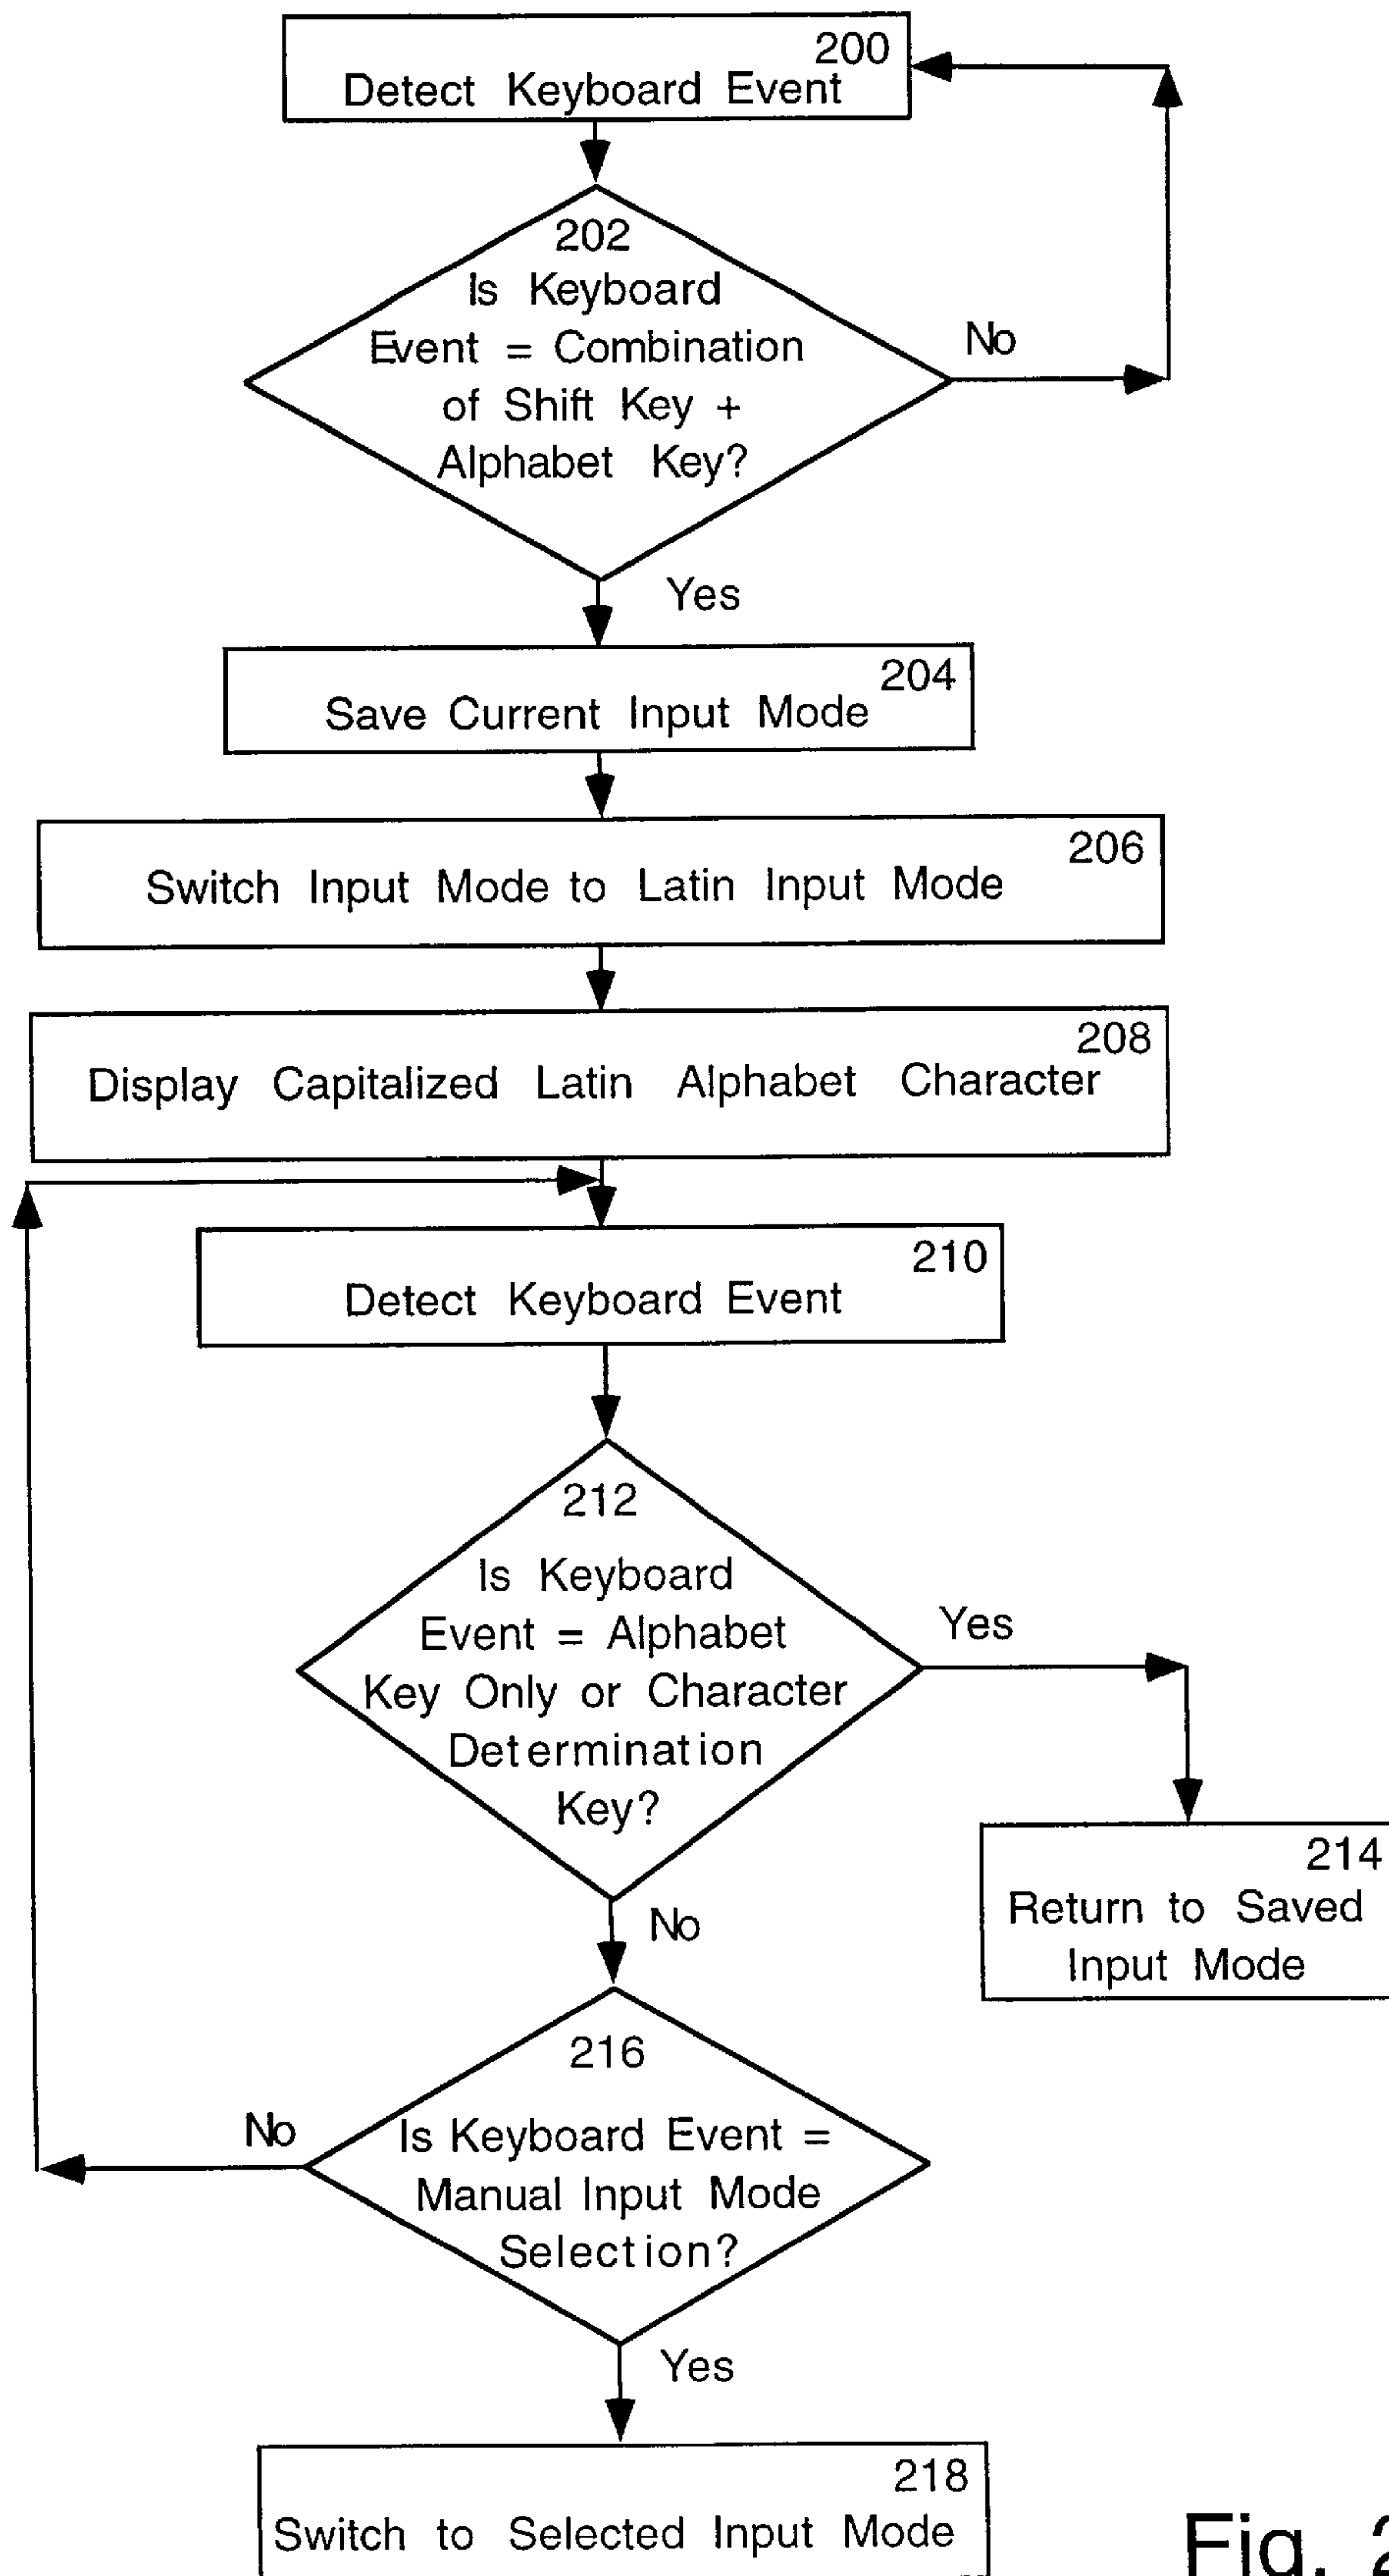 200
Detect Keyboard Event
202
Is Keyboard
Event = Combination
of Shift Key +
Alphabet Key?
No
Yes
204
Save Current Input Mode
206
Switch Input Mode to Latin Input Mode
208
Display Capitalized Latin Alphabet Character
210
Detect Keyboard Event
212
Is Keyboard
Event = Alphabet
Key Only or Character
Determination
Key?
Yes
214
Return to Saved
Input Mode
No
216
Is Keyboard Event =
Manual Input Mode
Selection?
No
Yes
218
Switch to Selected Input Mode
Fig. 2